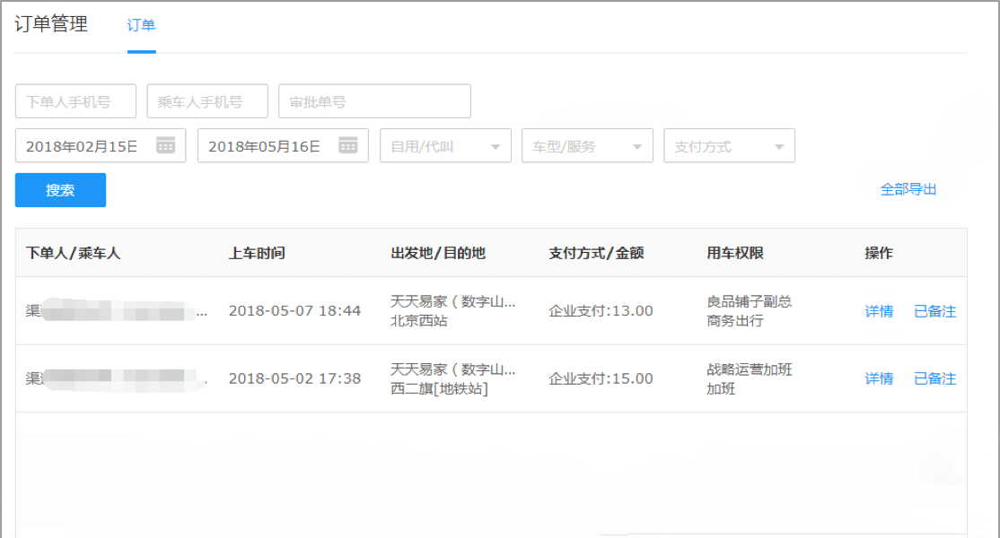 订单管理 订单
下单人手机号 乘车人手机号 审批单号
2018年02月15日 2018年05月16日 自用/代叫 车型/服务 支付方式
搜索 全部导出
下单人/乘车人 上车时间 出发地/目的地 支付方式/金额 用车权限 操作
渠 ... 2018-05-07 18:44 天天易家(数字山... 企业支付:13.00 良品铺子副总 详情 已备注
北京西站 商务出行
2018-05-02 17:38 天天易家(数字山... 企业支付:15.00 战略运营加班 详情 已备注
西二旗[地铁站] 加班